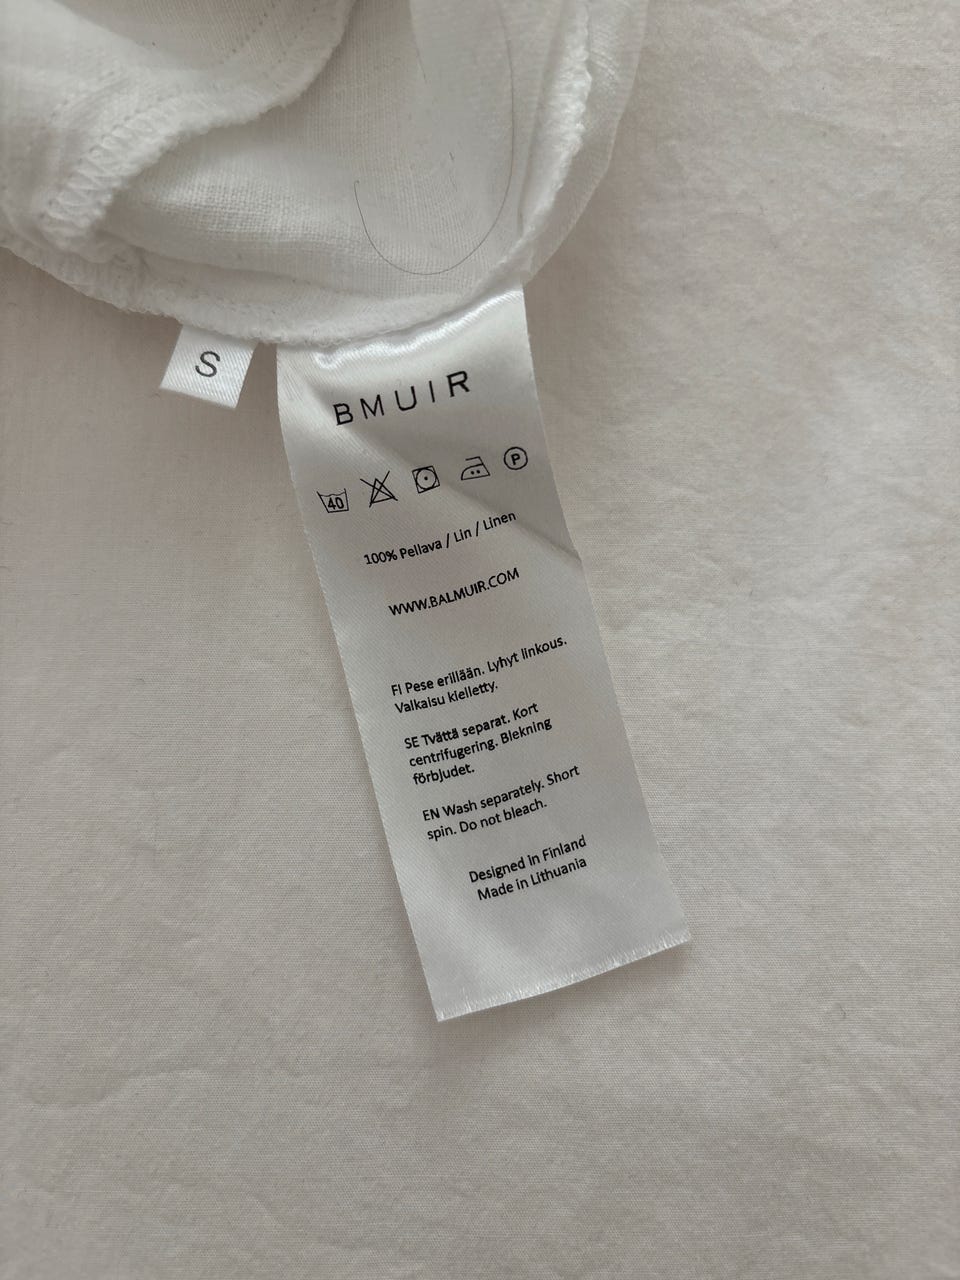 S
BMUIR
40 P
100% Pellava / Lin / Linen
WWW.BALMUIR.COM
FI Pese erillään. Lyhyt linkous.
Valkaisu kielletty.
SE Tvättä separat. Kort
centrifugering. Blekning
förbjudet.
EN Wash separately. Short
spin. Do not bleach.
Designed in Finland
Made in Lithuania